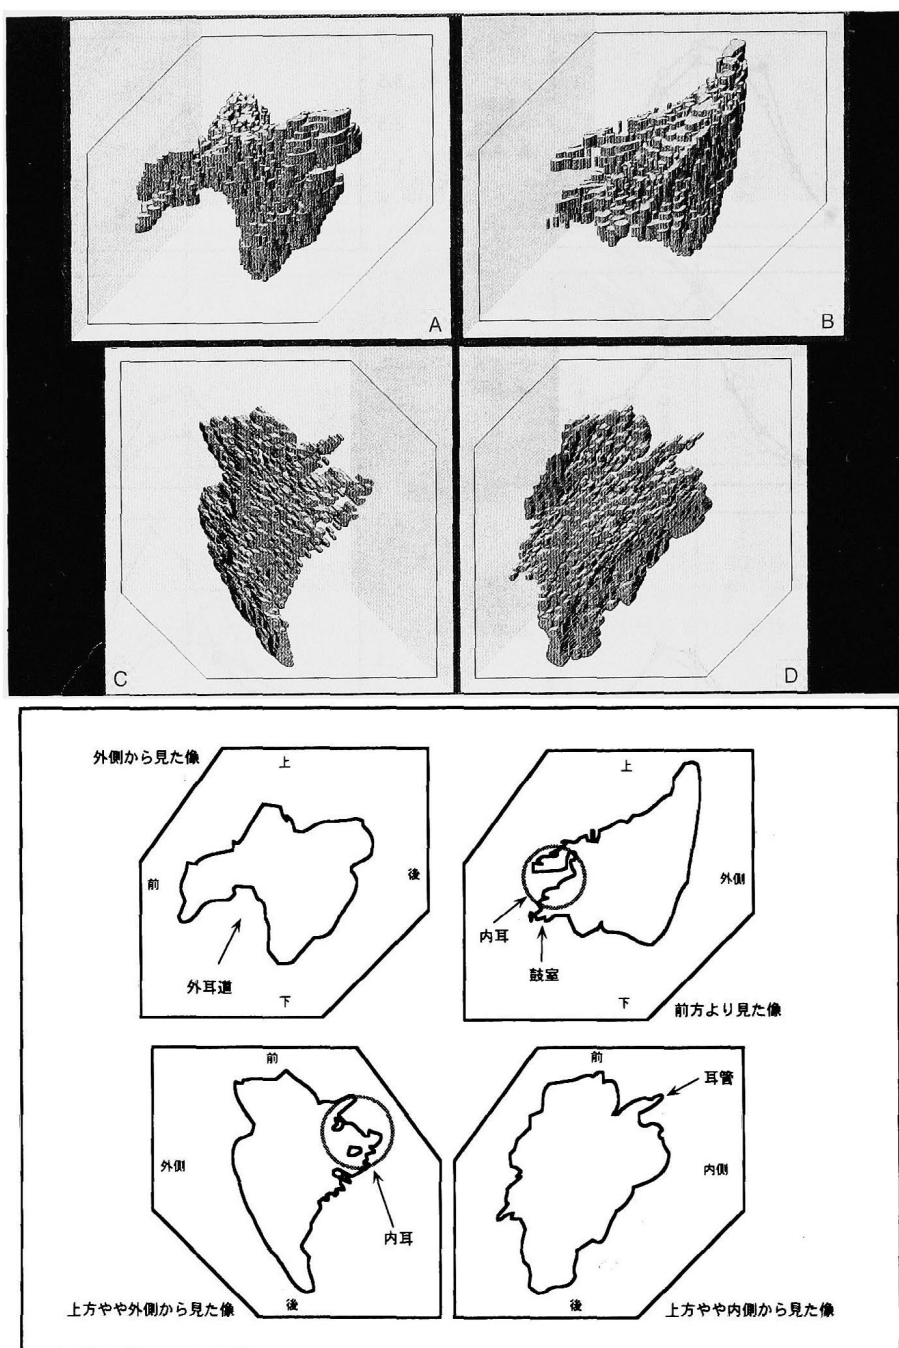 A
B
C
D
外側から見た像
上
前
後
外耳道
下
上
外側
内耳
鼓室
下
前方より見た像
前
外側
内耳
上方やや外側から見た像
後
前
耳管
内側
後
上方やや内側から見た像